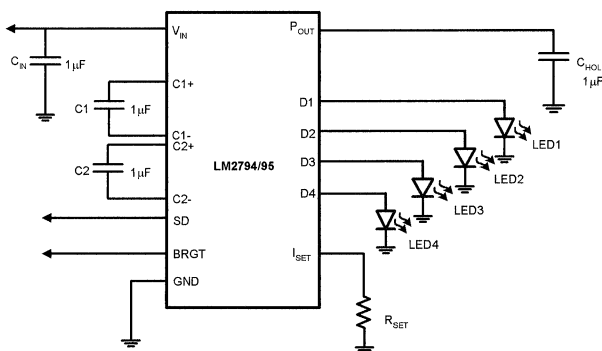 V_IN
P_OUT
C_IN
1μF
C_HOL
1μF
C1+
C1
1μF
D1
C1-
C2+
D2
LED1
C2
1μF
LM2794/95
D3
LED2
C2-
D4
LED3
SD
LED4
BRGT
I_SET
GND
R_SET